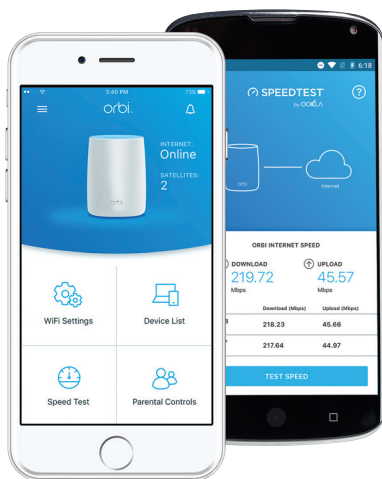 3:40 PM
73%
orbi
INTERNET:
Online
SATELLITES:
2
orbi
WiFi Settings
Device List
Speed Test
Parental Controls
6:18
SPEEDTEST
by OOKLA
?
orbi
Internet
ORBI INTERNET SPEED
DOWNLOAD
UPLOAD
219.72
45.57
Mbps
Mbps
Download (Mbps)
Upload (Mbps)
218.23
45.66
217.64
44.97
TEST SPEED